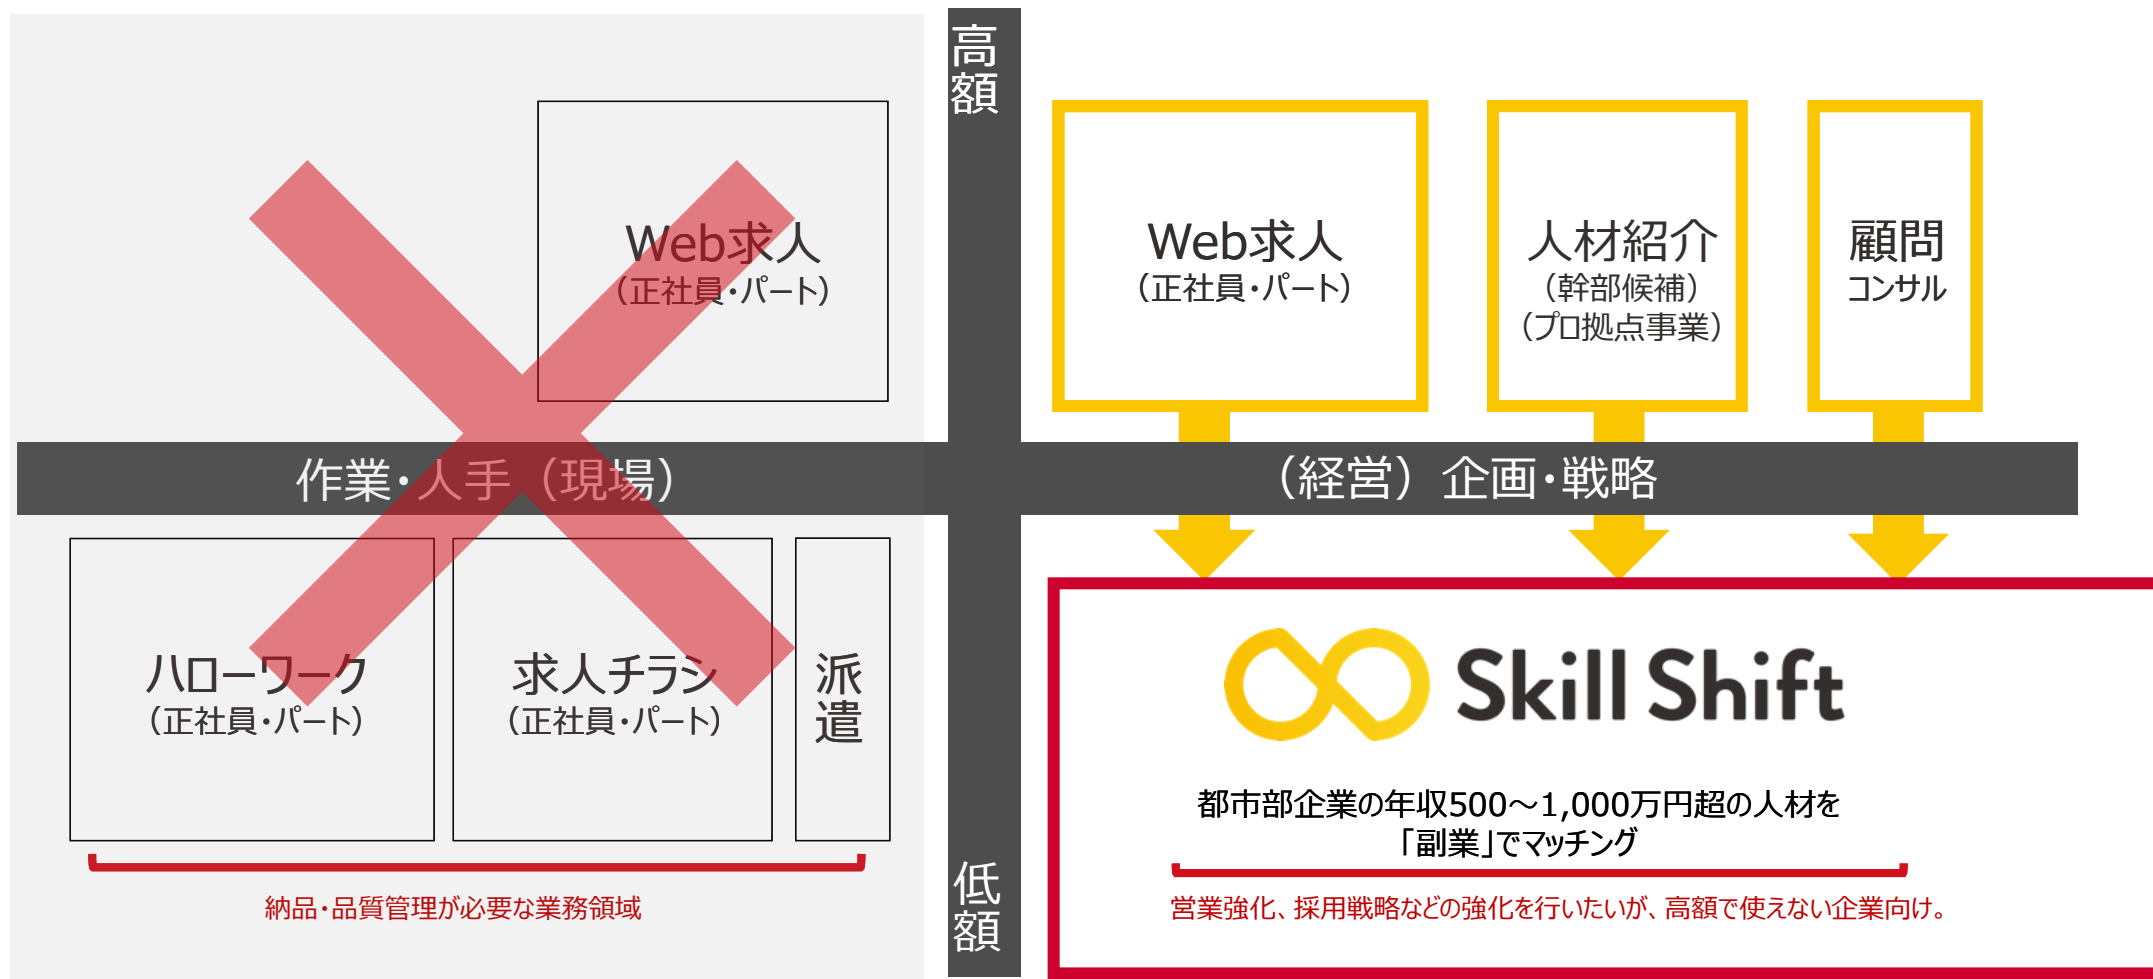 高額
Web求人
（正社員・パート）
Web求人
（正社員・パート）
人材紹介
（幹部候補）
（プロ拠点事業）
顧問
コンサル
作業・人手（現場）
（経営）企画・戦略
ハローワーク
（正社員・パート）
求人チラシ
（正社員・パート）
派遣
納品・品質管理が必要な業務領域
低額
Skill Shift
都市部企業の年収500～1,000万円超の人材を
「副業」でマッチング
営業強化、採用戦略などの強化を行いたいが、高額で使えない企業向け。